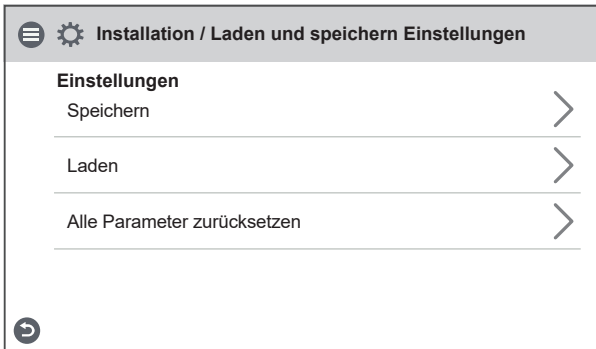 Installation / Laden und speichern Einstellungen
Einstellungen
Speichern
Laden
Alle Parameter zurücksetzen